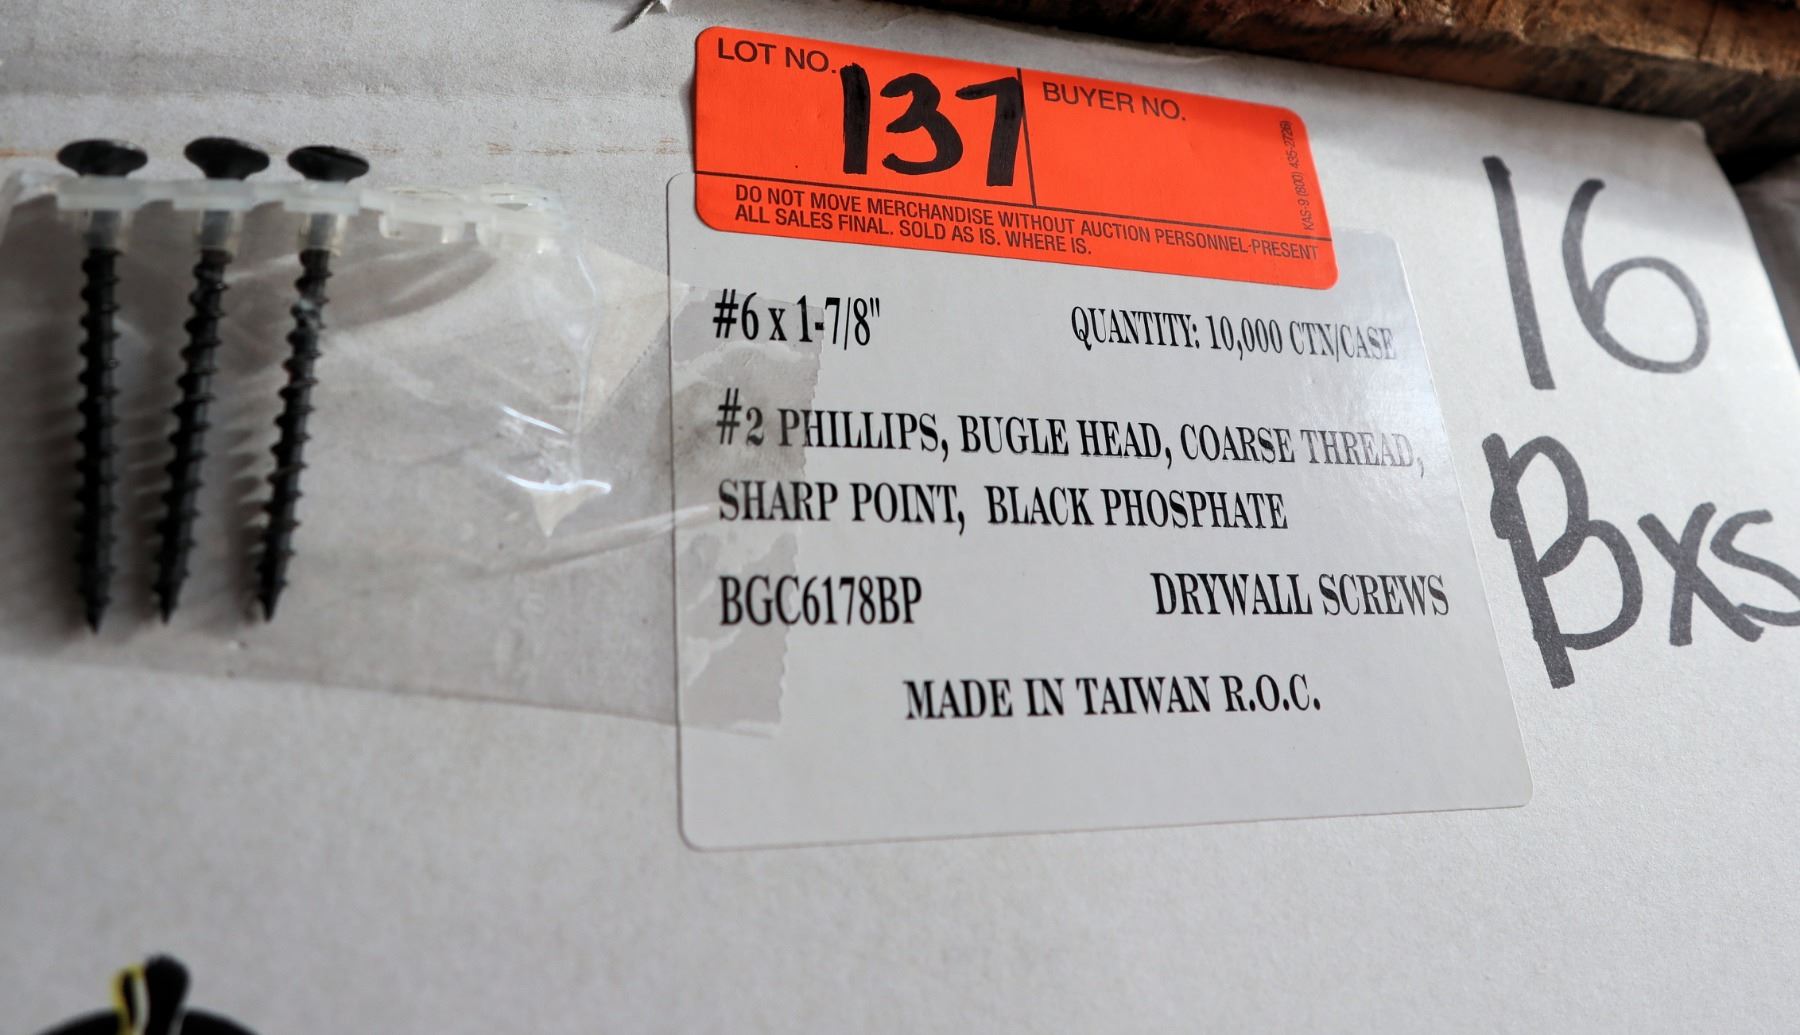 LOT NO. 137
BUYER NO.
KAS-9 (800) 435-2726)
DO NOT MOVE MERCHANDISE WITHOUT AUCTION PERSONNEL PRESENT
ALL SALES FINAL. SOLD AS IS. WHERE IS.
#6 x 1-7/8" QUANTITY: 10,000 CTN/CASE
#2 PHILLIPS, BUGLE HEAD, COARSE THREAD,
SHARP POINT, BLACK PHOSPHATE
BGC6178BP DRYWALL SCREWS
MADE IN TAIWAN R.O.C.
16
BXS